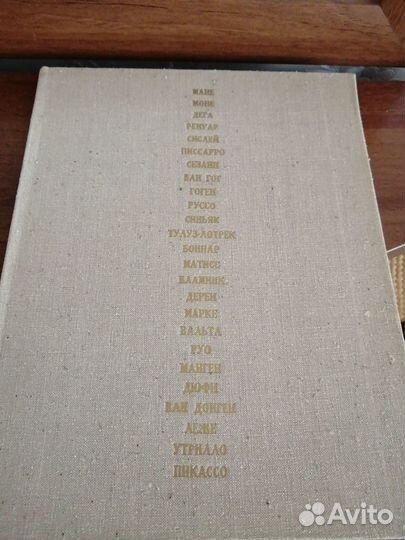 МАНЕ
МОНЕ
ДЕГА
РЕНУАР
СИСЛЕЙ
ПИССАРРО
СЕЗАНН
ВАН ГОГ
ГОГЕН
РУССО
СИНЬЯК
ТУЛУЗ-ЛОТРЕК
БОННАР
МАТИСС
ВЛАМИНК
ДЕРЕН
МАРКЕ
ВАЛЬТА
РУО
МАНГЕН
ДЮФИ
ВАН ДОНГЕН
ЛЕЖЕ
УТРИЛЛО
ПИКАССО
Avito